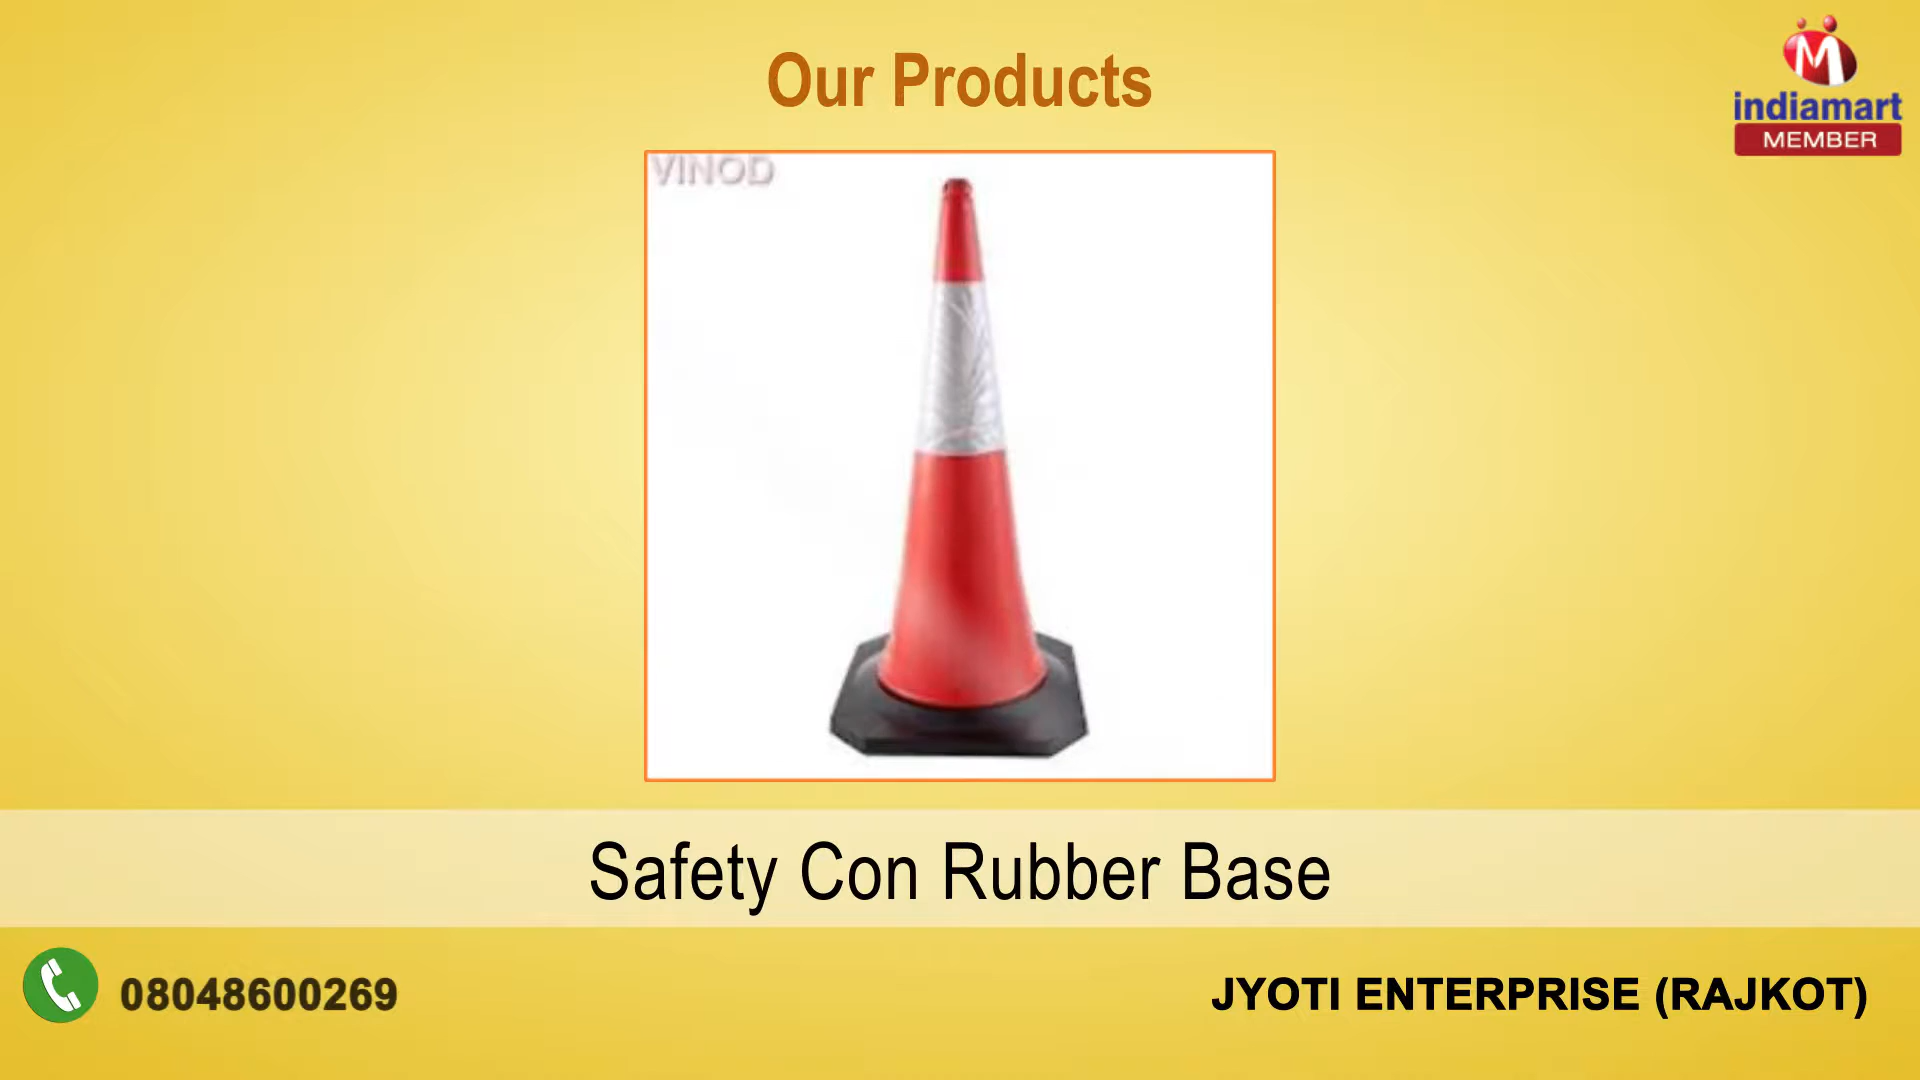 Our Products
indiamart
MEMBER
VINOD
Safety Con Rubber Base
08048600269
JYOTI ENTERPRISE (RAJKOT)